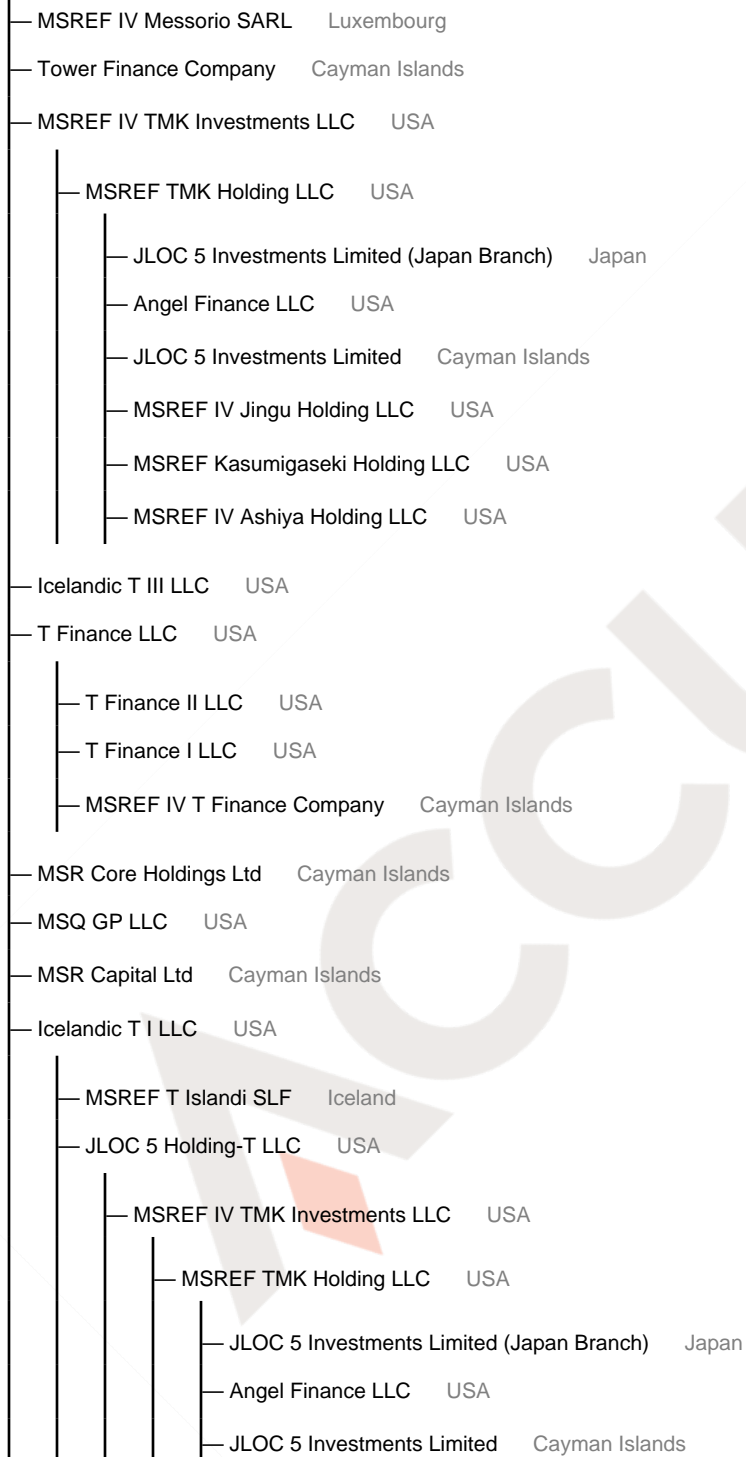 MSREF IV Messorio SARL Luxembourg
Tower Finance Company Cayman Islands
MSREF IV TMK Investments LLC USA
MSREF TMK Holding LLC USA
JLOC 5 Investments Limited (Japan Branch) Japan
Angel Finance LLC USA
JLOC 5 Investments Limited Cayman Islands
MSREF IV Jingu Holding LLC USA
MSREF Kasumigaseki Holding LLC USA
MSREF IV Ashiya Holding LLC USA
Icelandic T III LLC USA
T Finance LLC USA
T Finance II LLC USA
T Finance I LLC USA
MSREF IV T Finance Company Cayman Islands
MSR Core Holdings Ltd Cayman Islands
MSQ GP LLC USA
MSR Capital Ltd Cayman Islands
Icelandic T I LLC USA
MSREF T Islandi SLF Iceland
JLOC 5 Holding-T LLC USA
MSREF IV TMK Investments LLC USA
MSREF TMK Holding LLC USA
JLOC 5 Investments Limited (Japan Branch) Japan
Angel Finance LLC USA
JLOC 5 Investments Limited Cayman Islands